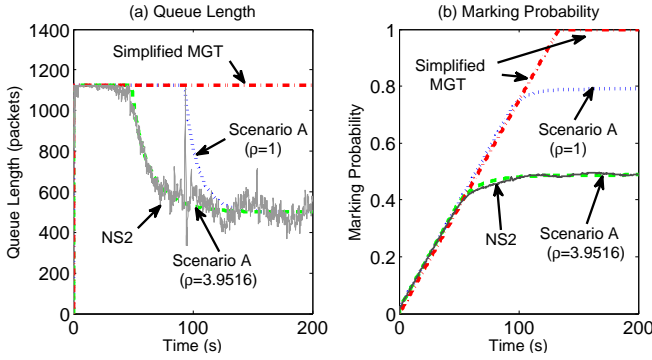 (a) Queue Length
1400
1200
1000
800
600
400
200
0
Queue Length (packets)
Simplified MGT
Scenario A
(ρ=1)
NS2
Scenario A
(ρ=3.9516)
0
100
200
Time (s)
(b) Marking Probability
1
0.8
0.6
0.4
0.2
0
Marking Probability
Simplified
MGT
Scenario A
(ρ=1)
NS2
Scenario A
(ρ=3.9516)
0
100
200
Time (s)